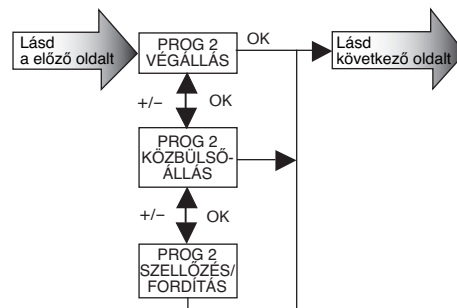 Lásd
a előző oldalt
PROG 2
VÉGÁLLÁS
OK
Lásd
következő oldalt
+/− OK
PROG 2
KÖZBÜLSŐ-
ÁLLÁS
+/− OK
PROG 2
SZELLŐZÉS/
FORDÍTÁS